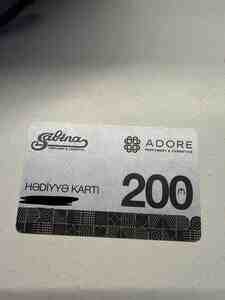 Sabina
ADORE
PERFUMERY & COSMETICS
HƏDİYYƏ KARTI
200 ₼